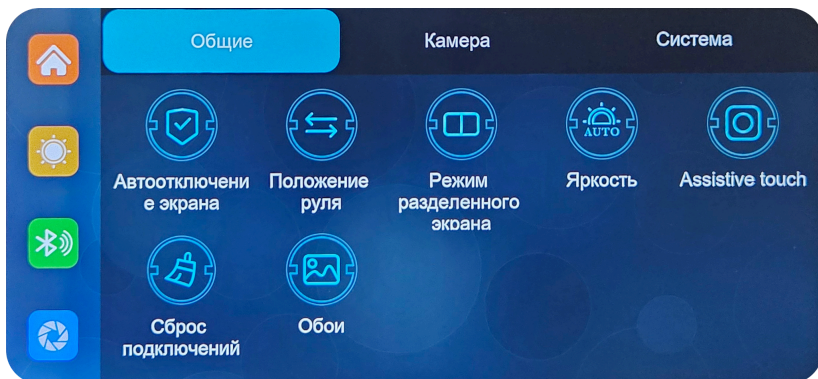 Общие
Камера
Система
AUTO
Автоотключени
е экрана
Положение
руля
Режим
разделенного
экрана
Яркость
Assistive touch
Сброс
подключений
Обои